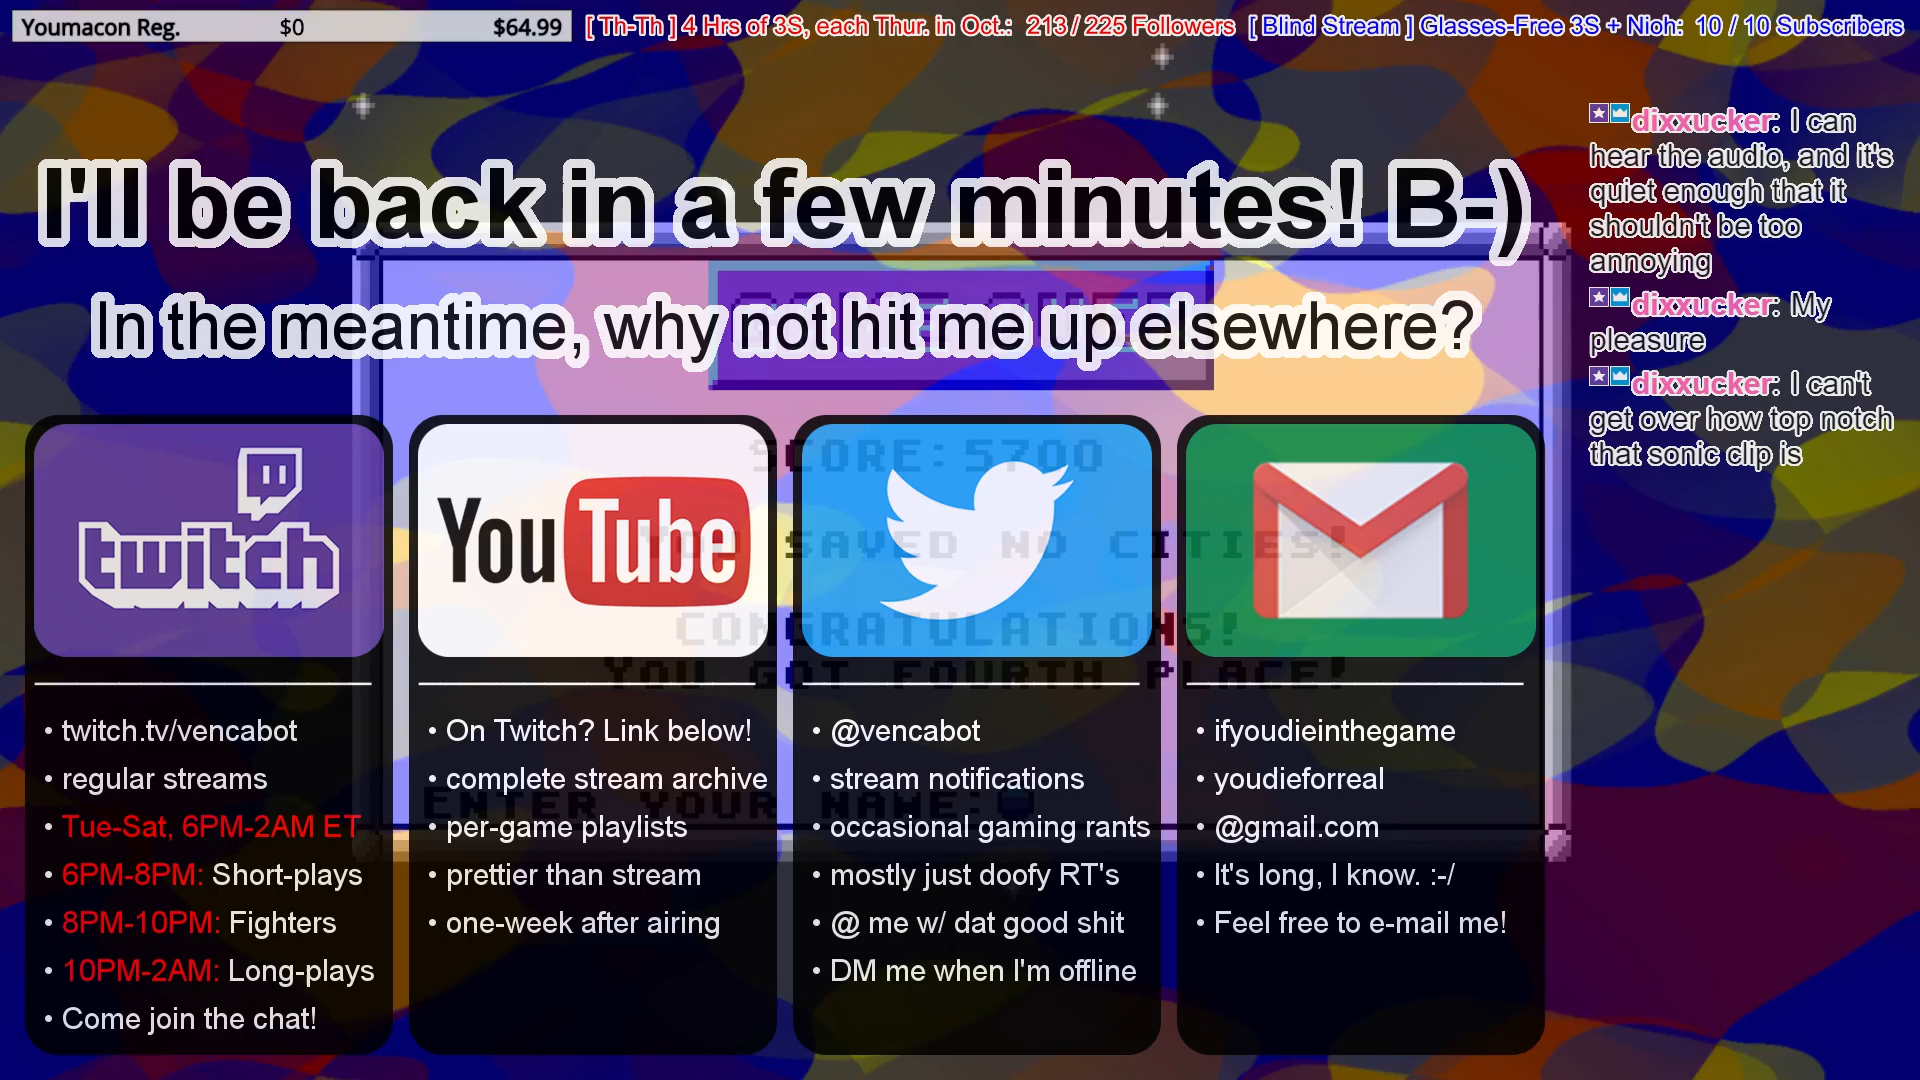 Youmacon Reg. $0 $64.99 [ Th-Th ] 4 Hrs of 3S, each Thur. in Oct.: 213 / 225 Followers [ Blind Stream ] Glasses-Free 3S + Nioh: 10 / 10 Subscribers
I'll be back in a few minutes! B-)
In the meantime, why not hit me up elsewhere?
SCORE:5700
YOU SAVED NO CITIES!
CONGRATULATIONS!
YOU GOT FOURTH PLACE!
ENTER YOUR NAME:
twitch
• twitch.tv/vencabot
• regular streams
• Tue-Sat, 6PM-2AM ET
• 6PM-8PM: Short-plays
• 8PM-10PM: Fighters
• 10PM-2AM: Long-plays
• Come join the chat!
YouTube
• On Twitch? Link below!
• complete stream archive
• per-game playlists
• prettier than stream
• one-week after airing
• @vencabot
• stream notifications
• occasional gaming rants
• mostly just doofy RT's
• @ me w/ dat good shit
• DM me when I'm offline
• ifyoudieinthegame
• youdieforreal
• @gmail.com
• It's long, I know. :-/
• Feel free to e-mail me!
dixxucker: I can
hear the audio, and it's
quiet enough that it
shouldn't be too
annoying
dixxucker: My
pleasure
dixxucker: I can't
get over how top notch
that sonic clip is